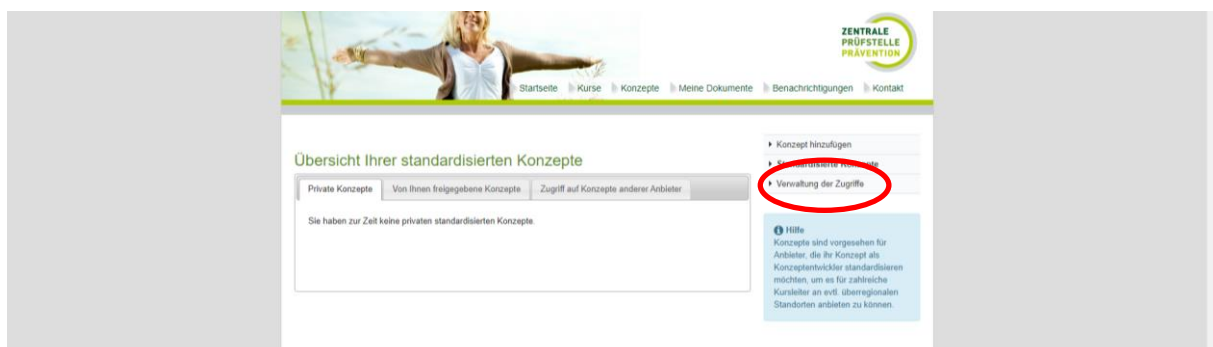 ZENTRALE
PRÜFSTELLE
PRÄVENTION
Startseite Kurse Konzepte Meine Dokumente Benachrichtigungen Kontakt
Übersicht Ihrer standardisierten Konzepte
Private Konzepte Von Ihnen freigegebene Konzepte Zugriff auf Konzepte anderer Anbieter
Sie haben zur Zeit keine privaten standardisierten Konzepte.
Konzept hinzufügen
Standardisierte Konzepte
Verwaltung der Zugriffe
Hilfe
Konzepte sind vorgesehen für
Anbieter, die ihr Konzept als
Konzeptentwickler standardisieren
möchten, um es für zahlreiche
Kursleiter an evtl. überregionalen
Standorten anbieten zu können.